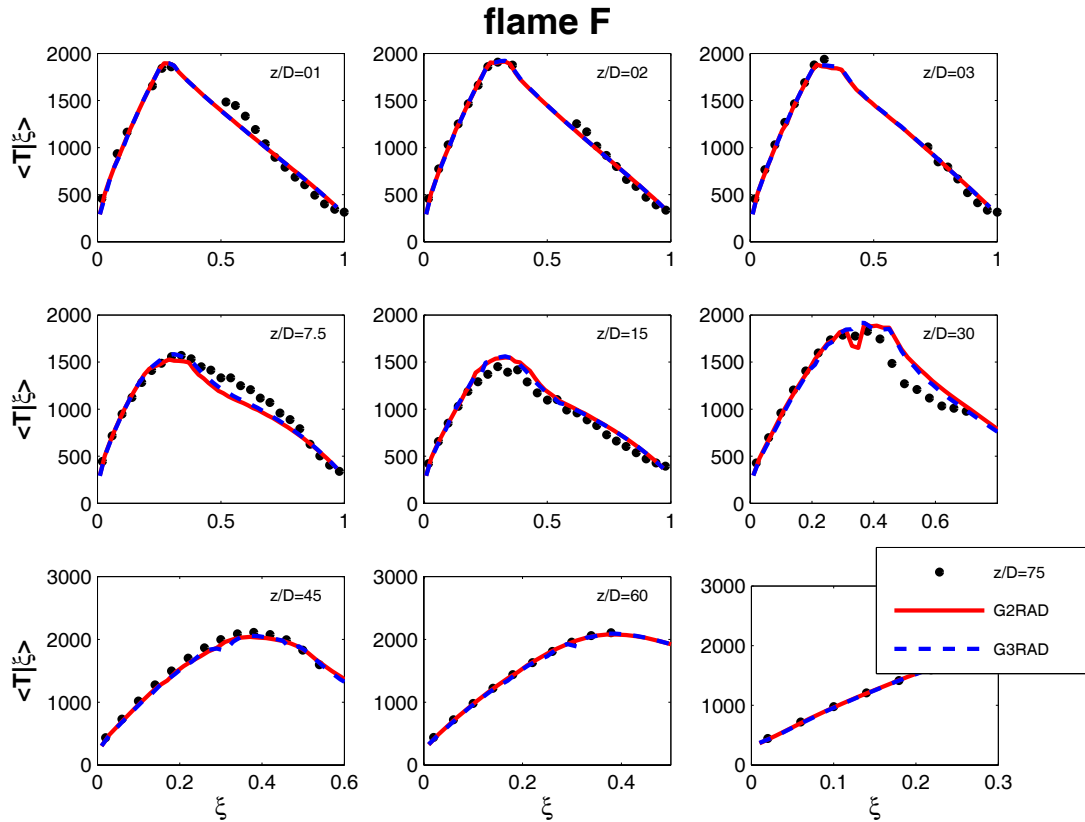 flame F
<T|ξ>
2000
1500
1000
500
0
z/D=01
0 0.5 1
2000
1500
1000
500
0
z/D=02
0 0.5 1
2000
1500
1000
500
0
z/D=03
0 0.5 1
<T|ξ>
2000
1500
1000
500
0
z/D=7.5
0 0.5 1
2000
1500
1000
500
0
z/D=15
0 0.5 1
2000
1500
1000
500
0
z/D=30
0 0.2 0.4 0.6
<T|ξ>
3000
2000
1000
0
z/D=45
0 0.2 0.4 0.6
ξ
3000
2000
1000
0
z/D=60
0 0.2 0.4
ξ
3000
2000
1000
0
z/D=75
G2RAD
G3RAD
0 0.1 0.2 0.3
ξ